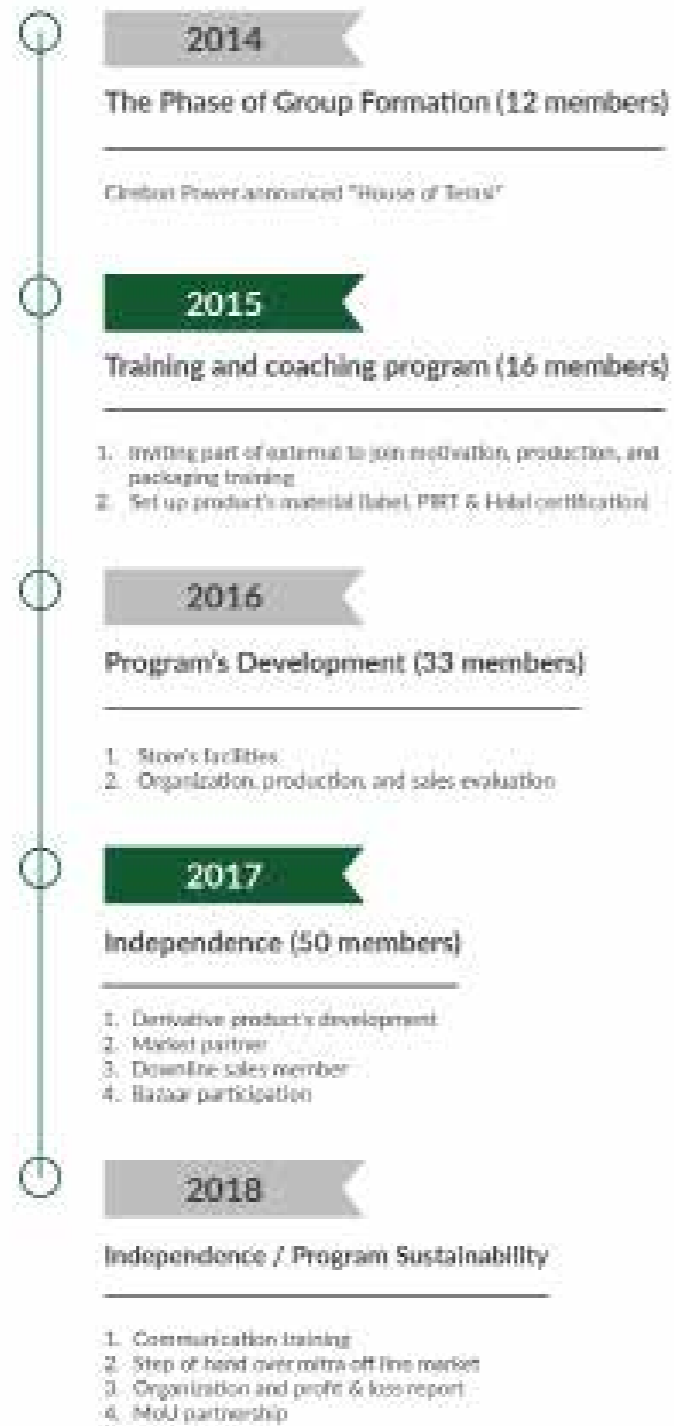 2014
The Phase of Group Formation (12 members)
Cirebon Power announced "House of Terasi"
2015
Training and coaching program (16 members)
1. Inviting part of external to join motivation, production, and
packaging training
2. Set up product's material (label, PIRT & Halal certification)
2016
Program's Development (33 members)
1. Store's facilities
2. Organization, production, and sales evaluation
2017
Independence (50 members)
1. Derivative product's development
2. Market partner
3. Downline sales member
4. Bazaar participation
2018
Independence / Program Sustainability
1. Communication training
2. Step of hand over mitra off line market
3. Organization and profit & loss report
4. MoU partnership